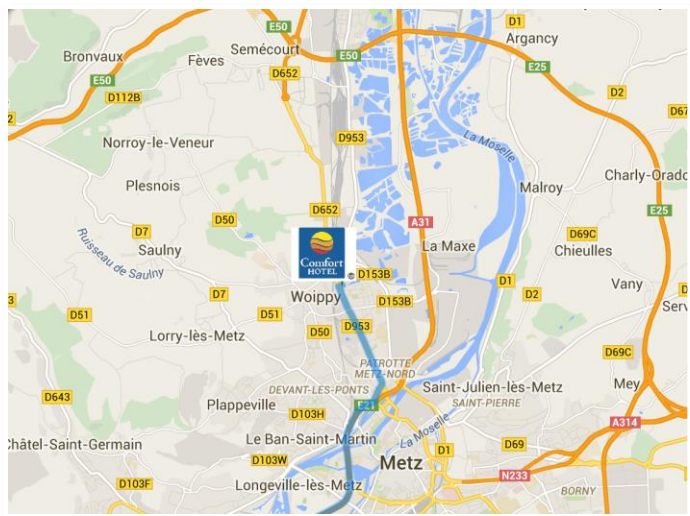 D1
E50
Argancy
Semécourt
E50
Bronvaux
Fèves
E25
D652
E50
D2
D112B
D953
La Moselle
Norroy-le-Veneur
Charly-Orado
Plesnois
Malroy
D652
E25
D50
A31
D7
D69C
Saulny
La Maxe
Chieulles
Comfort
HOTEL
Ruisseau de Saulny
D153B
D1
Vany
D7
D2
Woippy
D153B
D51
D51
D50
D953
Lorry-lès-Metz
D69C
PATROTTE
METZ-NORD
DEVANT-LES-PONTS
Saint-Julien-lès-Metz
Mey
D643
SAINT-PIERRE
Plappeville
E21
D103H
A314
Le Ban-Saint-Martin
La Moselle
D1
D69
Châtel-Saint-Germain
D103W
Metz
N233
D103F
Longeville-lès-Metz
BORNY